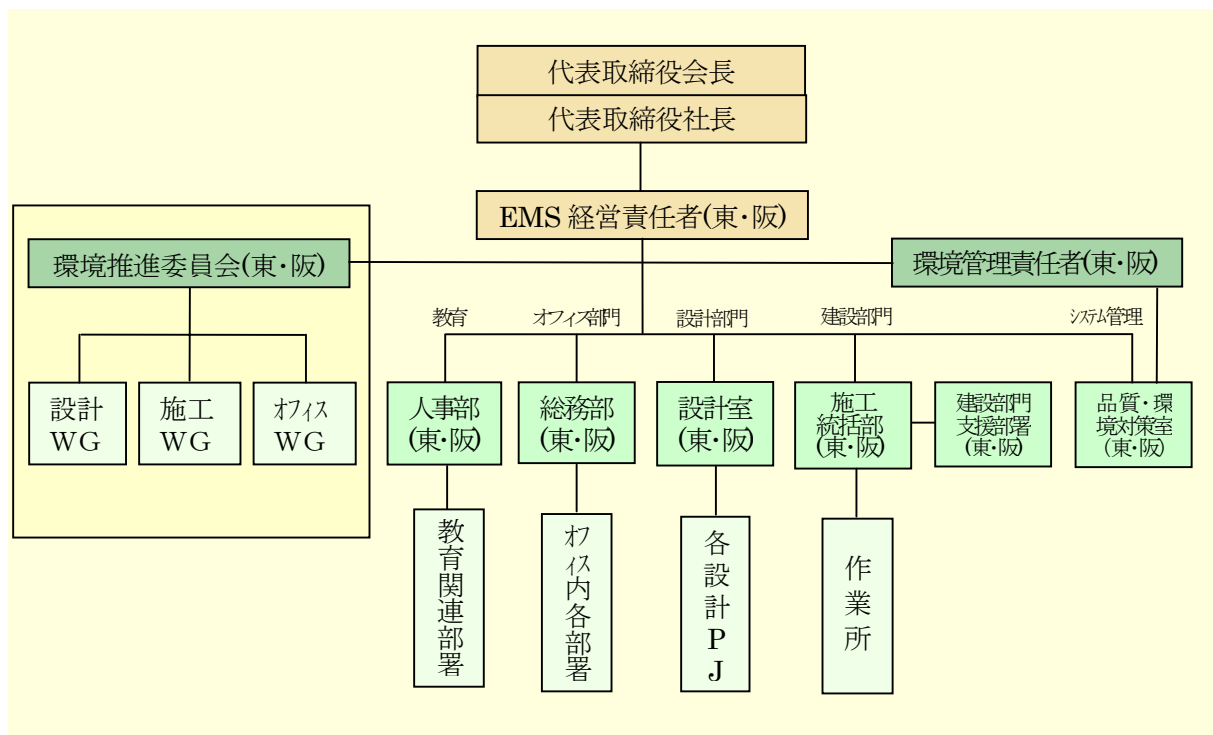 代表取締役会長
代表取締役社長
EMS 経営責任者(東・阪)
環境推進委員会(東・阪)
環境管理責任者(東・阪)
教育
オフィス部門
設計部門
建設部門
システム管理
設計
WG
施工
WG
オフィス
WG
人事部
(東・阪)
総務部
(東・阪)
設計室
(東・阪)
施工
統括部
(東・阪)
建設部門
支援部署
(東・阪)
品質・環
境対策室
(東・阪)
教育関連部署
オフィス内各部署
各設計PJ
作業所